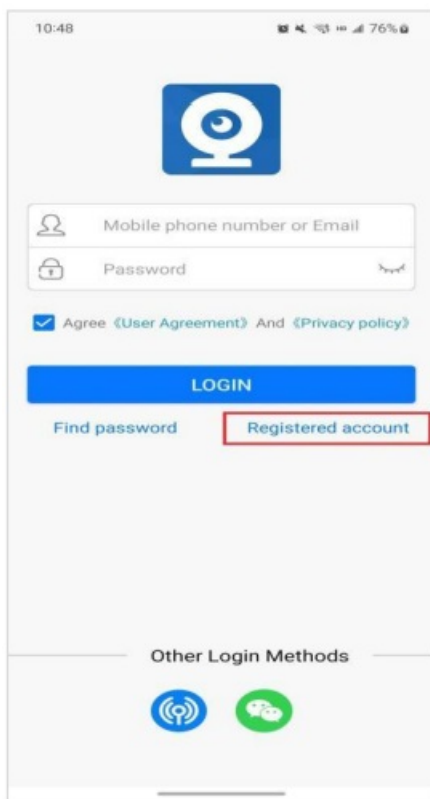 10:48
76%
Mobile phone number or Email
Password
Agree 《User Agreement》 And 《Privacy policy》
LOGIN
Find password Registered account
Other Login Methods